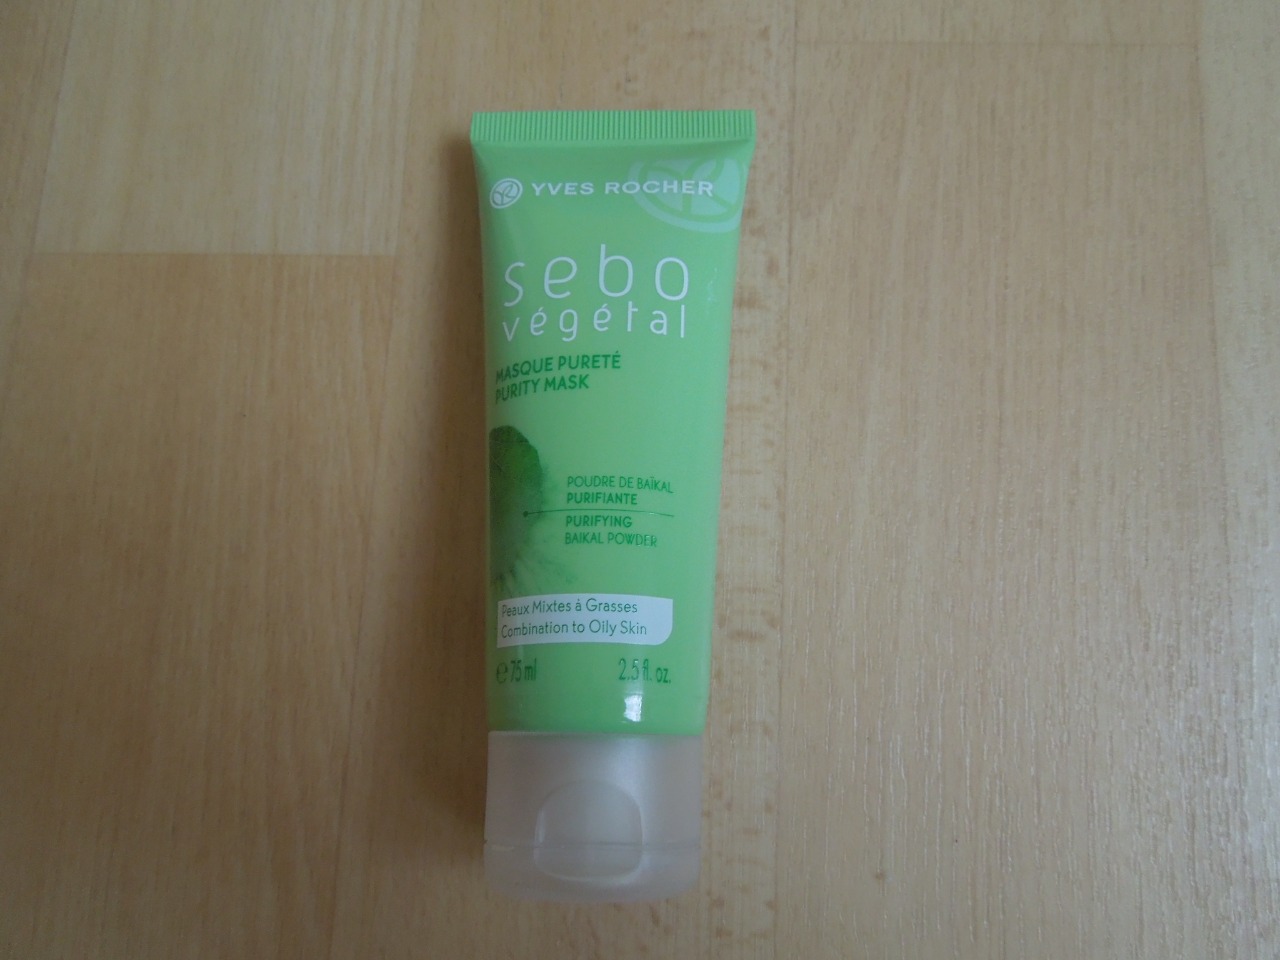 YVES ROCHER
sebo
végétal
MASQUE PURETÉ
PURITY MASK
POUDRE DE BAÏKAL
PURIFIANTE
PURIFYING
BAIKAL POWDER
Peaux Mixtes à Grasses
Combination to Oily Skin
℮ 75 ml 2.5 fl. oz.